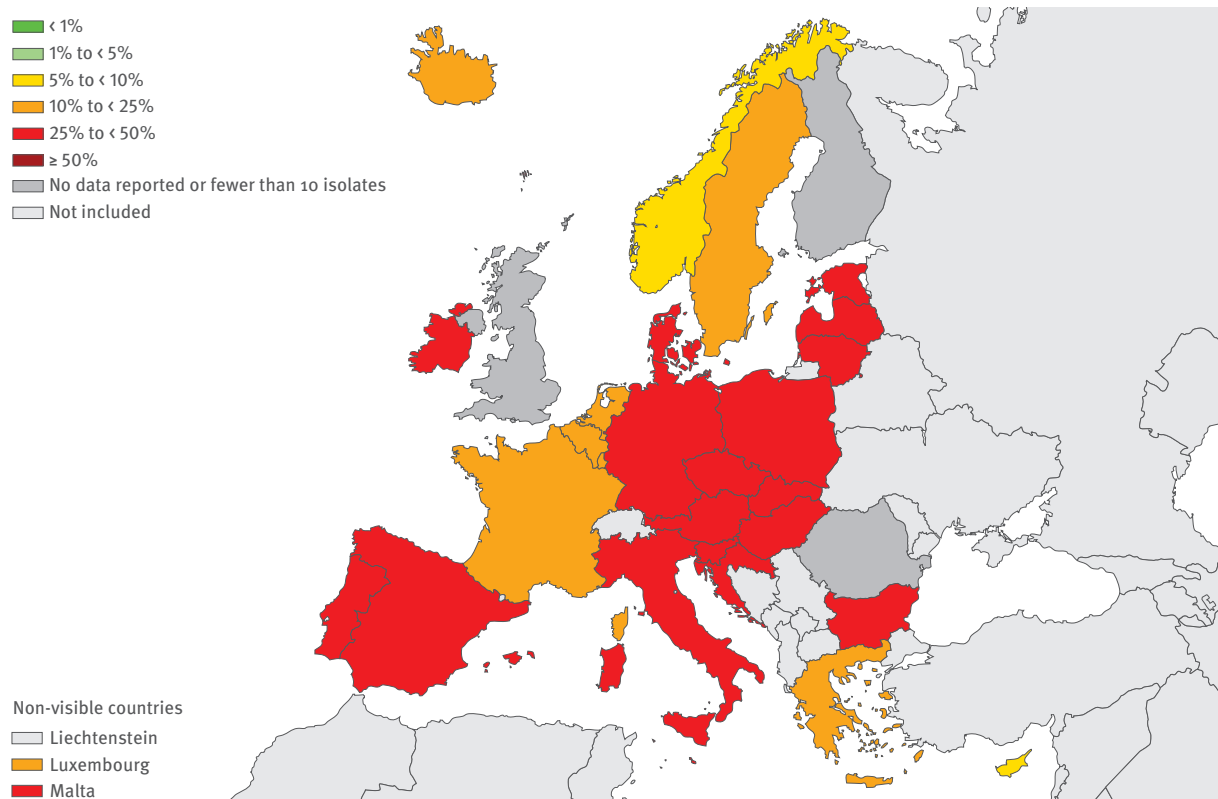 < 1%
1% to < 5%
5% to < 10%
10% to < 25%
25% to < 50%
≥ 50%
No data reported or fewer than 10 isolates
Not included
Non-visible countries
Liechtenstein
Luxembourg
Malta